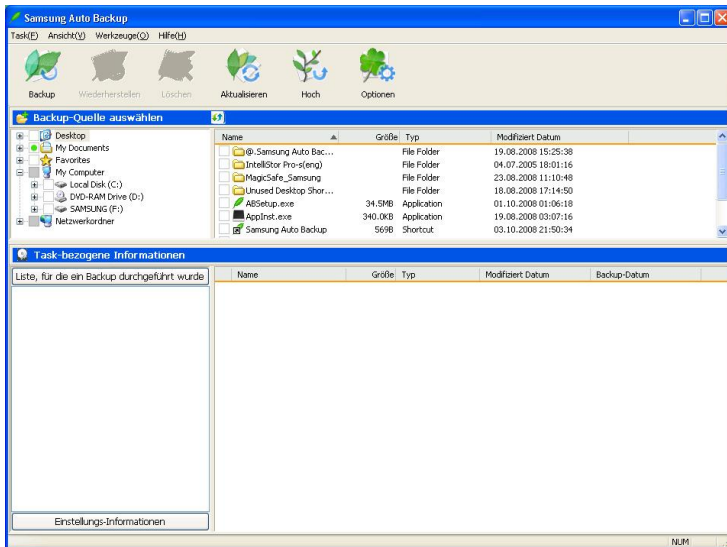 Samsung Auto Backup
Task(F) Ansicht(V) Werkzeuge(O) Hilfe(H)
Backup Wiederherstellen Löschen Aktualisieren Hoch Optionen
Backup-Quelle auswählen
Desktop
My Documents
Favorites
My Computer
Local Disk (C:)
DVD-RAM Drive (D:)
SAMSUNG (F:)
Netzwerkordner
Name Größe Typ Modifiziert Datum
@.Samsung Auto Bac... File Folder 19.08.2008 15:25:38
IntelliStor Pro-s(eng) File Folder 04.07.2005 18:01:16
MagicSafe_Samsung File Folder 23.08.2008 11:10:48
Unused Desktop Shor... File Folder 18.08.2008 17:14:50
ABSetup.exe 34.5MB Application 01.10.2008 01:06:18
AppInst.exe 340.0KB Application 19.08.2008 03:07:16
Samsung Auto Backup 569B Shortcut 03.10.2008 21:50:34
Task-bezogene Informationen
Liste, für die ein Backup durchgeführt wurde
Name Größe Typ Modifiziert Datum Backup-Datum
Einstellungs-Informationen
NUM